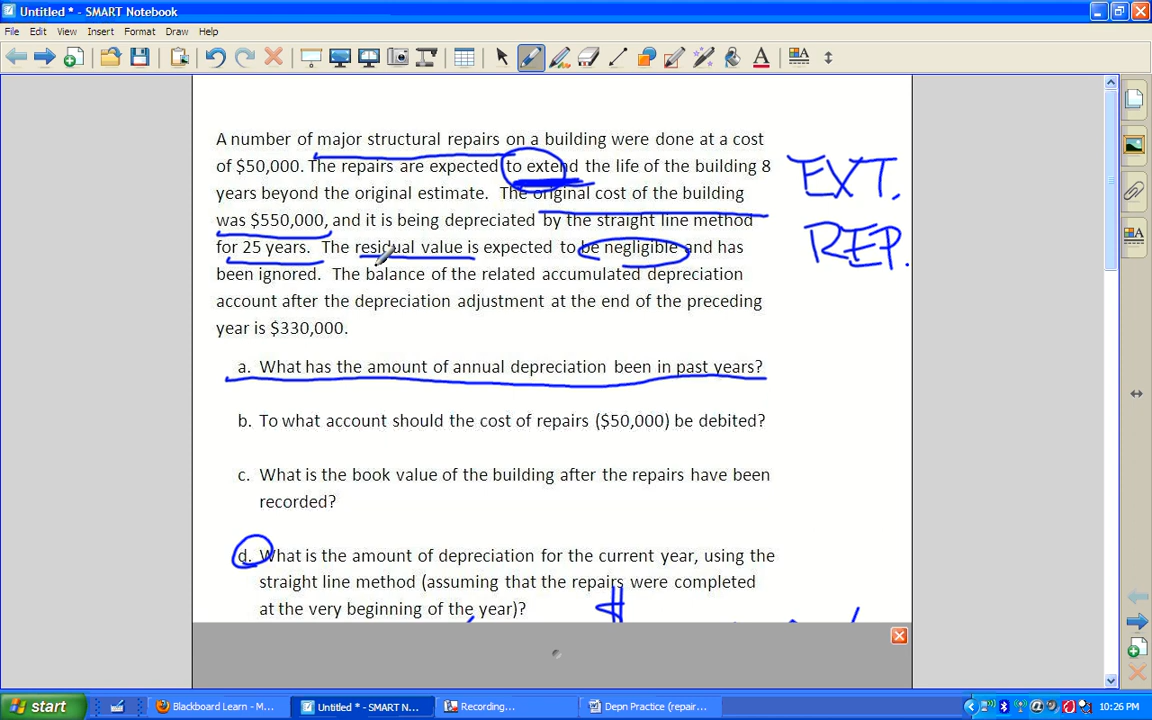 Untitled * - SMART Notebook
File Edit View Insert Format Draw Help
A number of major structural repairs on a building were done at a cost
of $50,000. The repairs are expected to extend the life of the building 8
years beyond the original estimate. The original cost of the building
was $550,000, and it is being depreciated by the straight line method
for 25 years. The residual value is expected to be negligible and has
been ignored. The balance of the related accumulated depreciation
account after the depreciation adjustment at the end of the preceding
year is $330,000.
EXT.
REP.
a. What has the amount of annual depreciation been in past years?
b. To what account should the cost of repairs ($50,000) be debited?
c. What is the book value of the building after the repairs have been
recorded?
d. What is the amount of depreciation for the current year, using the
straight line method (assuming that the repairs were completed
at the very beginning of the year)?
$
start
Blackboard Learn - M...
Untitled * - SMART N...
Recording...
Depn Practice (repair...
10:26 PM